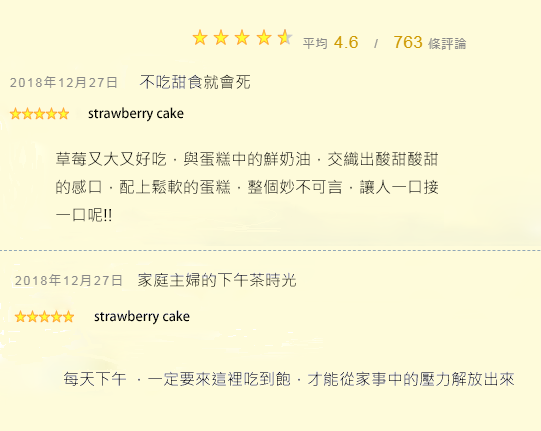 平均 4.6 / 763 條評論
2018年12月27日 不吃甜食就會死
strawberry cake
草莓又大又好吃，與蛋糕中的鮮奶油，交織出酸甜酸甜
的感口，配上鬆軟的蛋糕，整個妙不可言，讓人一口接
一口呢!!
2018年12月27日 家庭主婦的下午茶時光
strawberry cake
每天下午 ，一定要來這裡吃到飽，才能從家事中的壓力解放出來